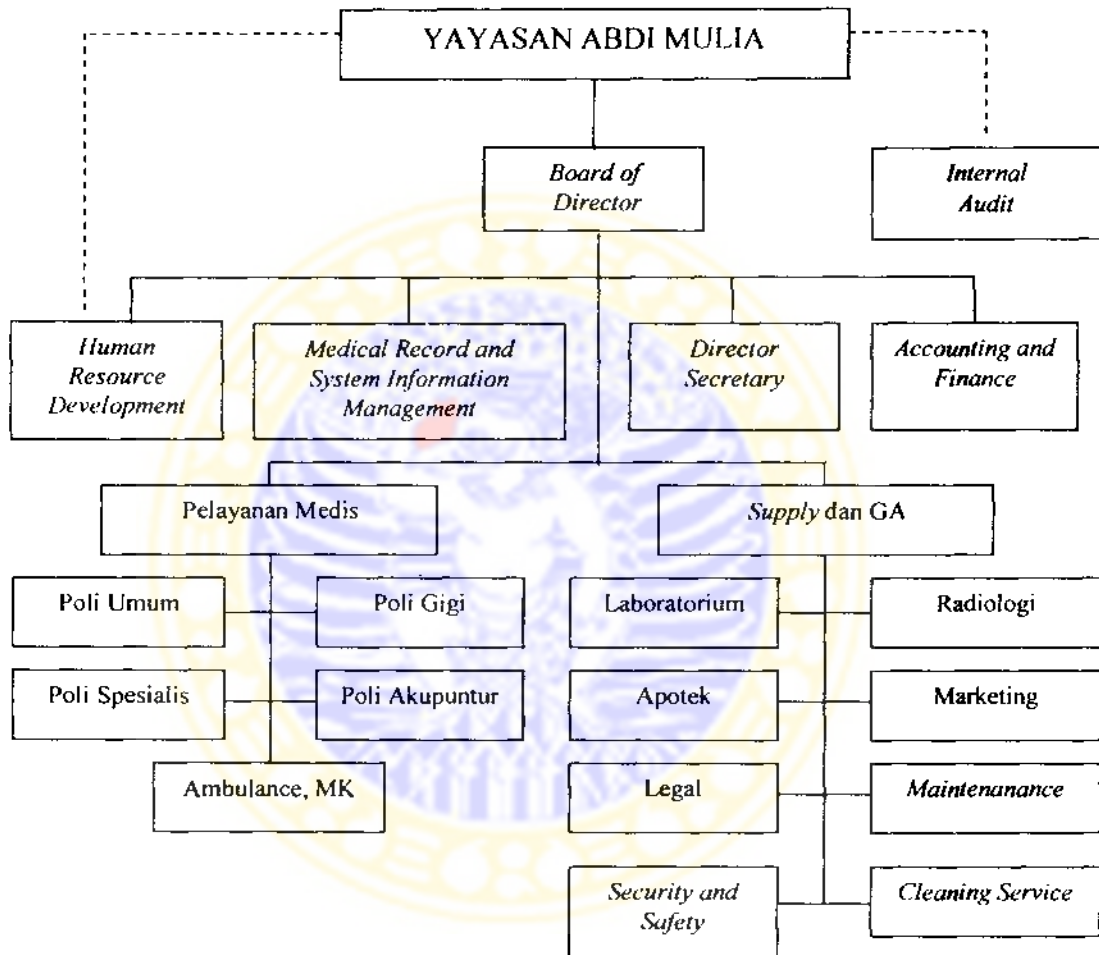 YAYASAN ABDI MULIA
Board of
Director
Internal
Audit
Human
Resource
Development
Medical Record and
System Information
Management
Director
Secretary
Accounting and
Finance
Pelayanan Medis
Supply dan GA
Poli Umum
Poli Gigi
Laboratorium
Radiologi
Poli Spesialis
Poli Akupuntur
Apotek
Marketing
Ambulance, MK
Legal
Maintenanance
Security and
Safety
Cleaning Service